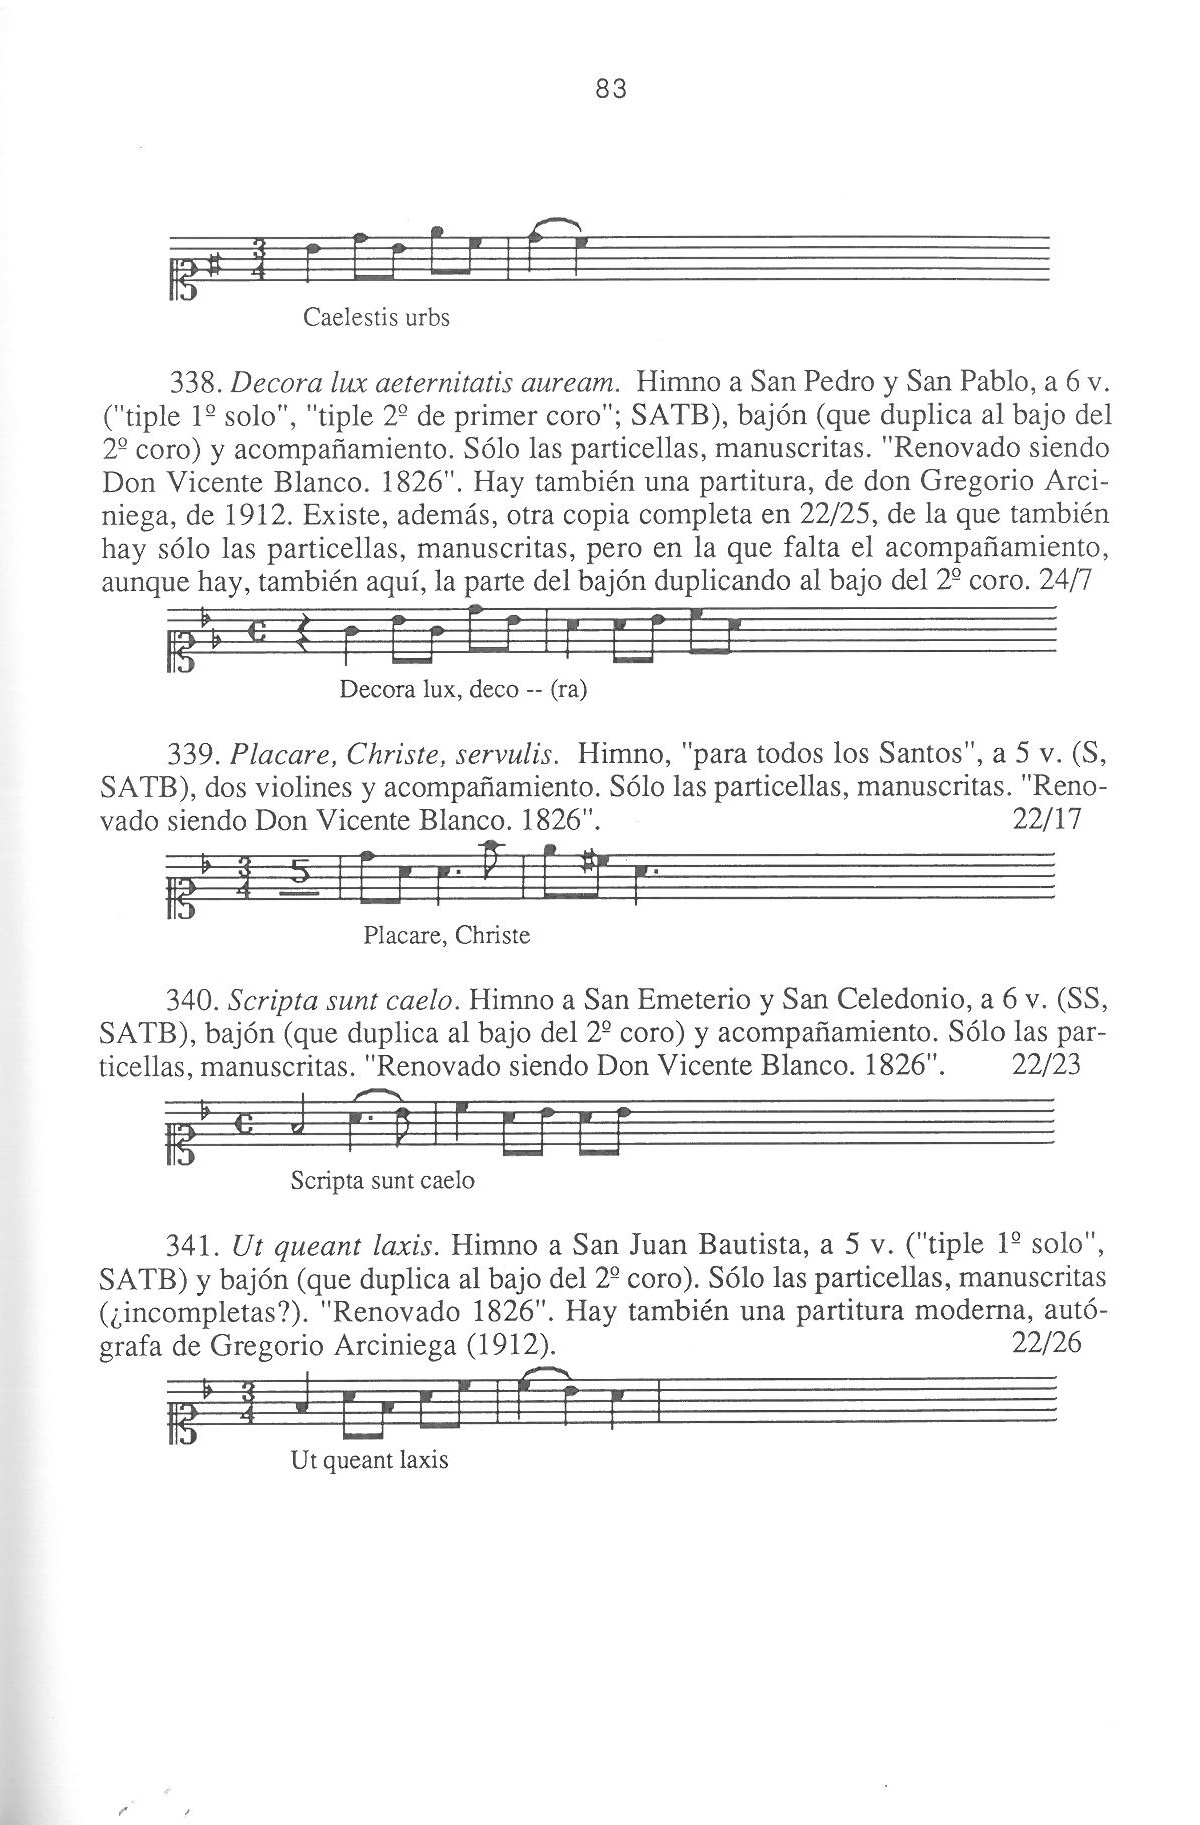 83
Caelestis urbs
338. Decora lux aeternitatis auream. Himno a San Pedro y San Pablo, a 6 v.
("tiple 1º solo", "tiple 2º de primer coro"; SATB), bajón (que duplica al bajo del
2º coro) y acompañamiento. Sólo las particellas, manuscritas. "Renovado siendo
Don Vicente Blanco. 1826". Hay también una partitura, de don Gregorio Arci-
niega, de 1912. Existe, además, otra copia completa en 22/25, de la que también
hay sólo las particellas, manuscritas, pero en la que falta el acompañamiento,
aunque hay, también aquí, la parte del bajón duplicando al bajo del 2º coro. 24/7
Decora lux, deco -- (ra)
339. Placare, Christe, servulis. Himno, "para todos los Santos", a 5 v. (S,
SATB), dos violines y acompañamiento. Sólo las particellas, manuscritas. "Reno-
vado siendo Don Vicente Blanco. 1826". 22/17
5
Placare, Christe
340. Scripta sunt caelo. Himno a San Emeterio y San Celedonio, a 6 v. (SS,
SATB), bajón (que duplica al bajo del 2º coro) y acompañamiento. Sólo las par-
ticellas, manuscritas. "Renovado siendo Don Vicente Blanco. 1826". 22/23
Scripta sunt caelo
341. Ut queant laxis. Himno a San Juan Bautista, a 5 v. ("tiple 1º solo",
SATB) y bajón (que duplica al bajo del 2º coro). Sólo las particellas, manuscritas
(¿incompletas?). "Renovado 1826". Hay también una partitura moderna, autó-
grafa de Gregorio Arciniega (1912). 22/26
Ut queant laxis